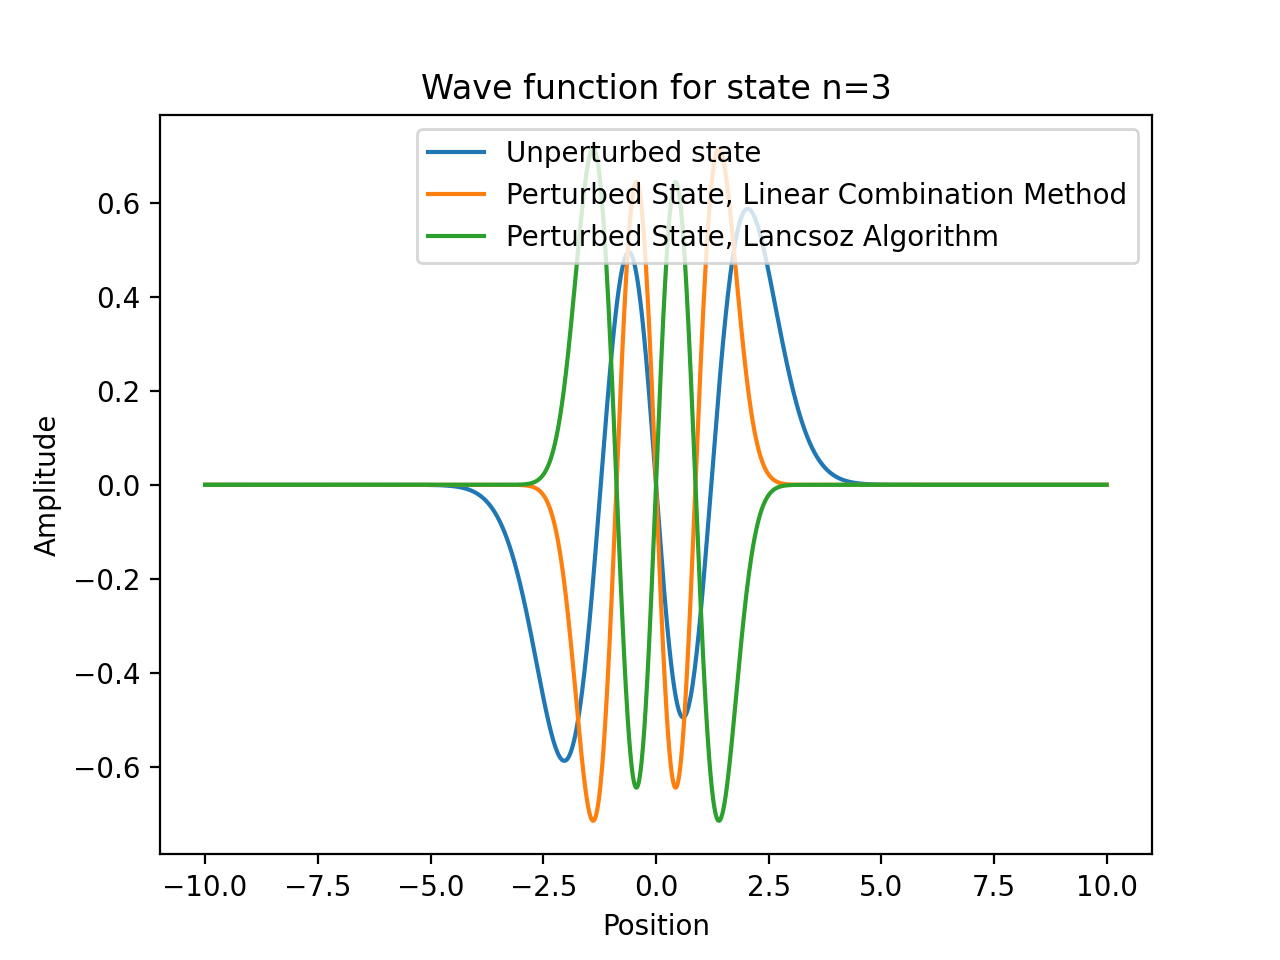 Wave function for state n=3
Unperturbed state
Perturbed State, Linear Combination Method
Perturbed State, Lancsoz Algorithm
0.6
0.4
0.2
0.0
−0.2
−0.4
−0.6
Amplitude
−10.0 −7.5 −5.0 −2.5 0.0 2.5 5.0 7.5 10.0
Position